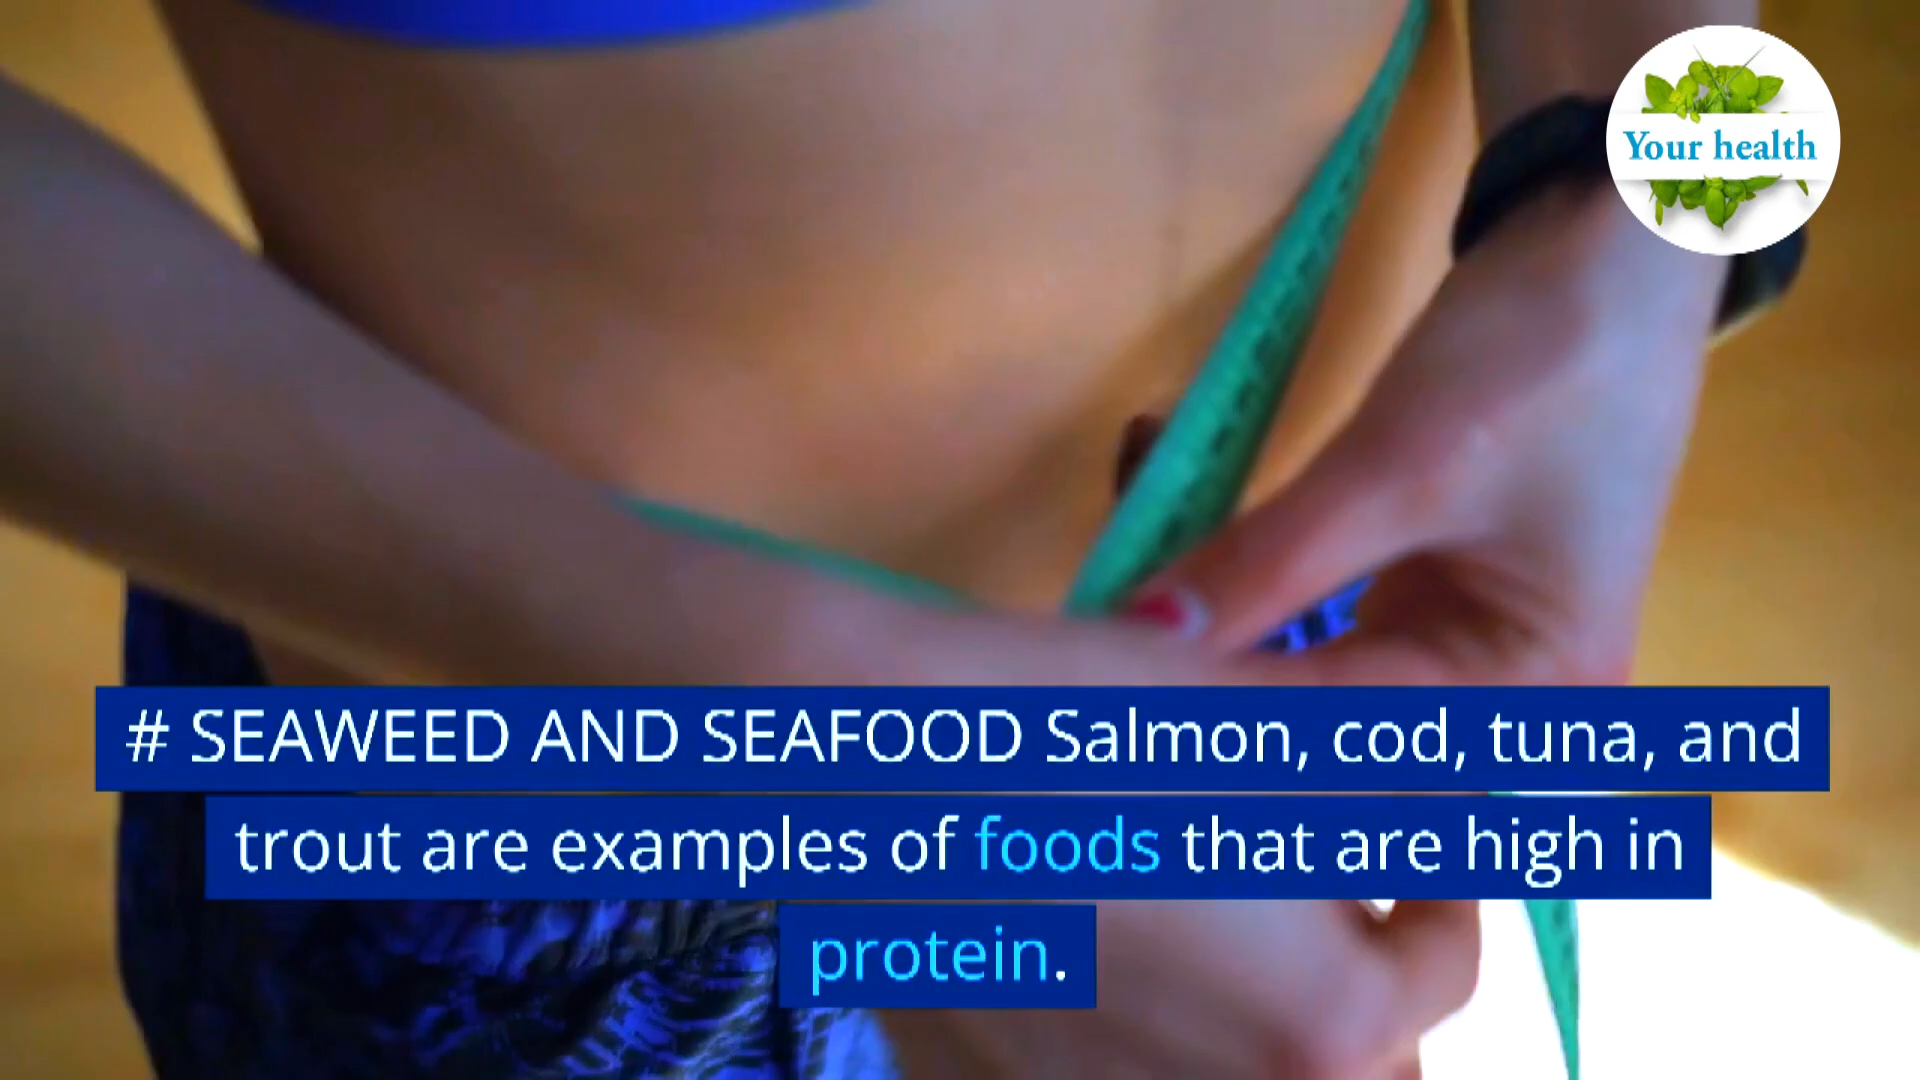 Your health
# SEAWEED AND SEAFOOD Salmon, cod, tuna, and
trout are examples of foods that are high in
protein.